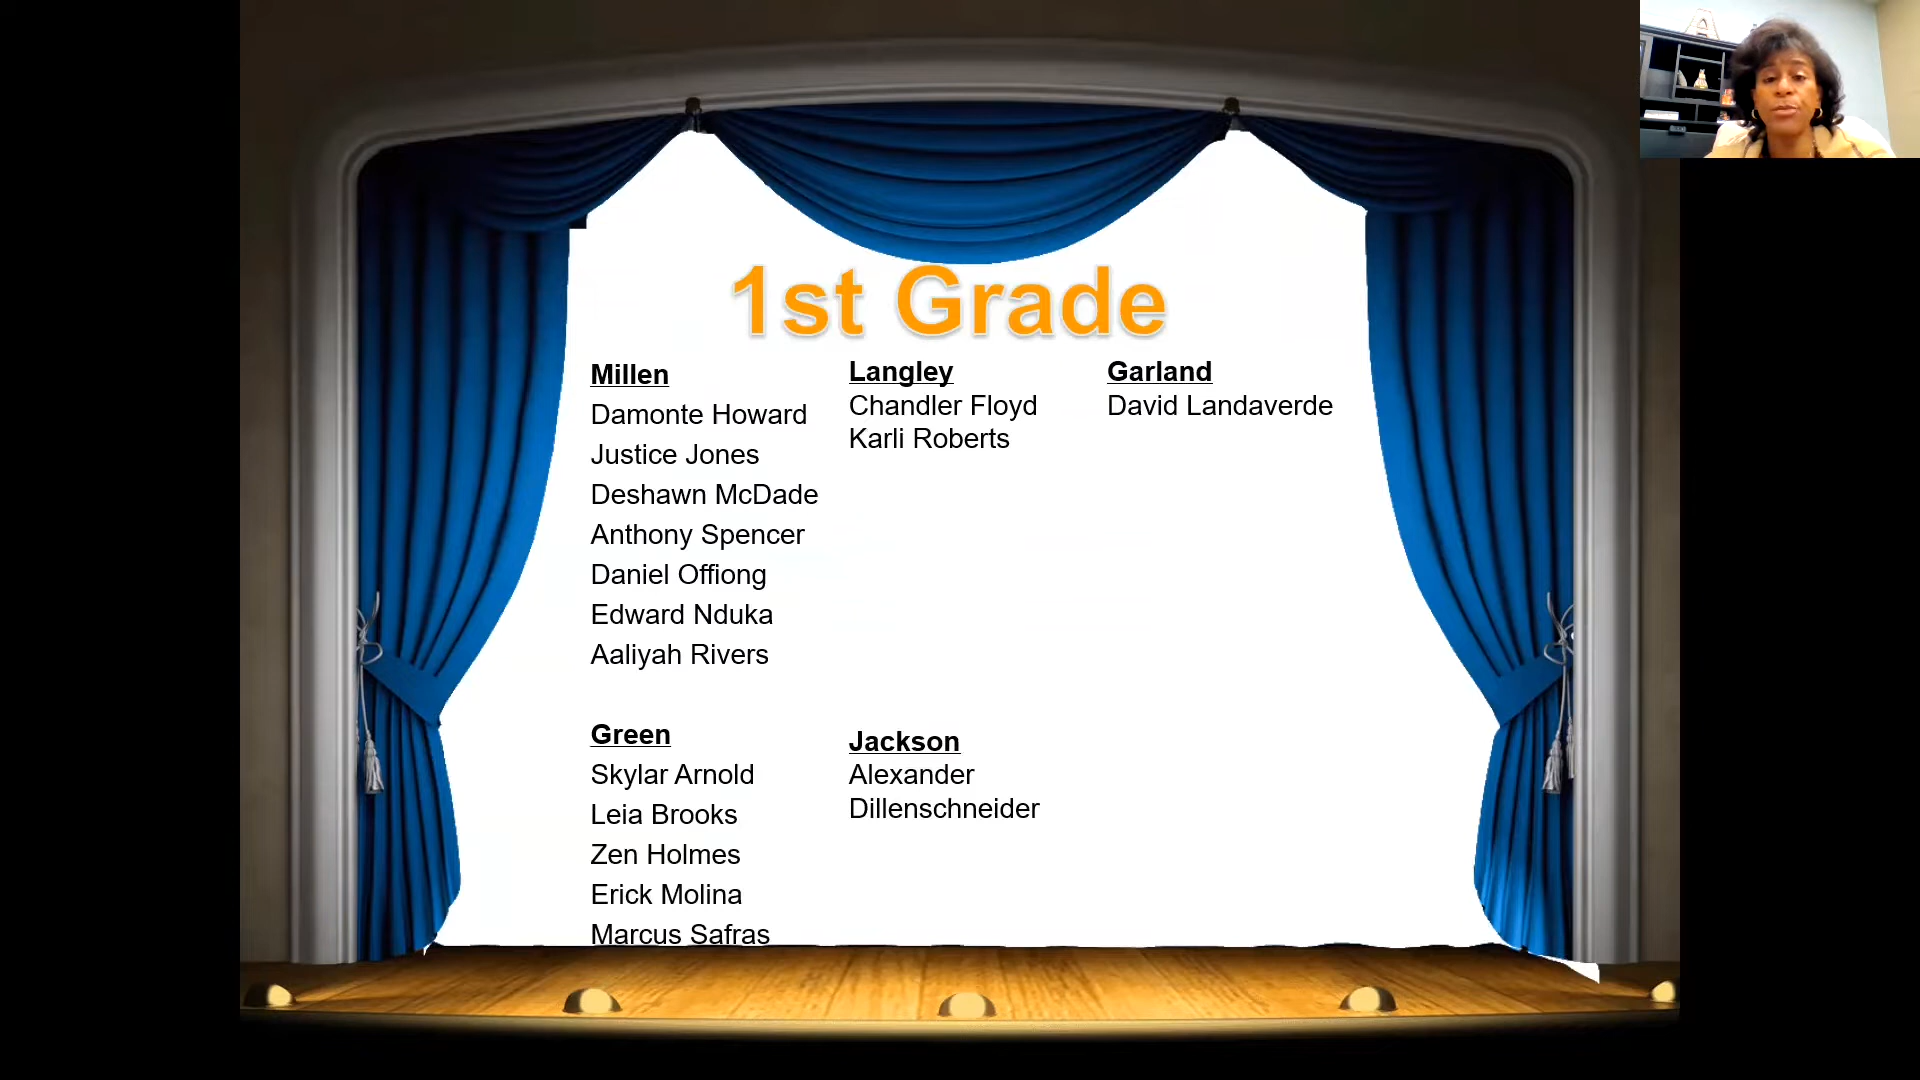 1st Grade
Millen
Damonte Howard
Justice Jones
Deshawn McDade
Anthony Spencer
Daniel Offiong
Edward Nduka
Aaliyah Rivers
Green
Skylar Arnold
Leia Brooks
Zen Holmes
Erick Molina
Marcus Safras
Langley
Chandler Floyd
Karli Roberts
Jackson
Alexander
Dillenschneider
Garland
David Landaverde